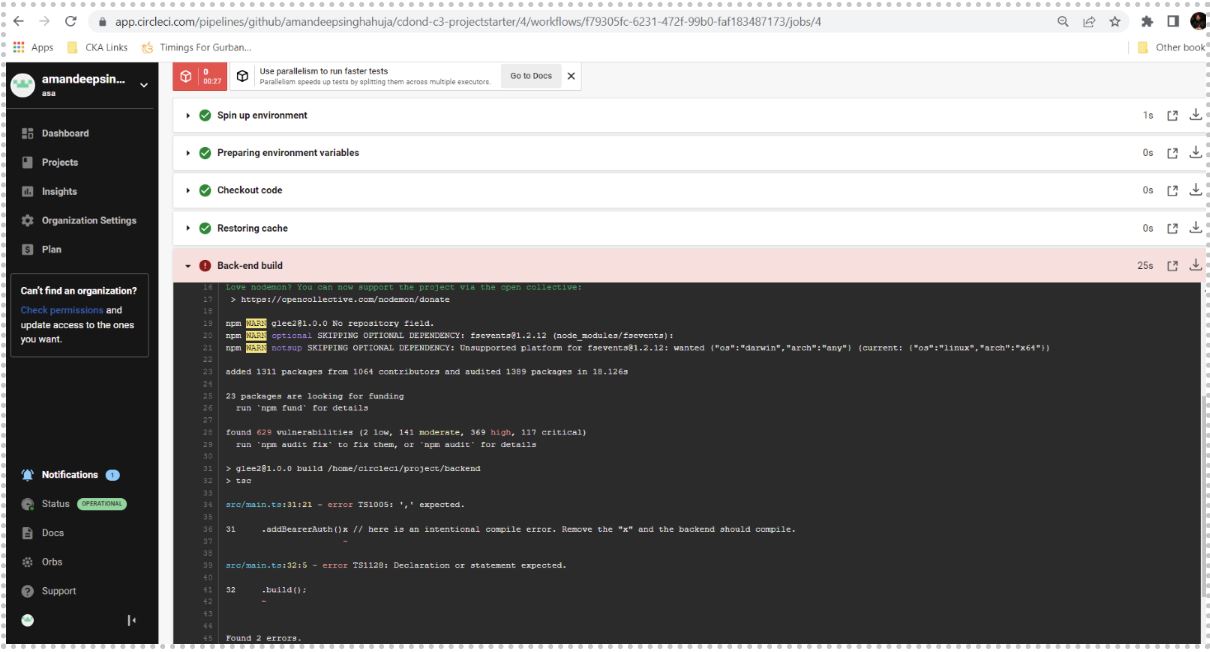 app.circleci.com/pipelines/github/amandeepsinghahuja/cdond-c3-projectstarter/4/workflows/f79305fc-6231-472f-99b0-faf183487173/jobs/4
Apps CKA Links Timings For Gurban... Other book
amandeepsin...
asa
Dashboard
Projects
Insights
Organization Settings
Plan
Can't find an organization?
Check permissions and
update access to the ones
you want.
Notifications 1
Status OPERATIONAL
Docs
Orbs
Support
0
00:27
Use parallelism to run faster tests
Parallelism speeds up tests by splitting them across multiple executors.
Go to Docs
Spin up environment 1s
Preparing environment variables 0s
Checkout code 0s
Restoring cache 0s
Back-end build 25s
16 Love nodemon? You can now support the project via the open collective:
17 > https://opencollective.com/nodemon/donate
18
19 npm WARN glee2@1.0.0 No repository field.
20 npm WARN optional SKIPPING OPTIONAL DEPENDENCY: fsevents@1.2.12 (node_modules/fsevents):
21 npm WARN notsup SKIPPING OPTIONAL DEPENDENCY: Unsupported platform for fsevents@1.2.12: wanted {"os":"darwin","arch":"any"} (current: {"os":"linux","arch":"x64"})
22
23 added 1311 packages from 1064 contributors and audited 1389 packages in 18.126s
24
25 23 packages are looking for funding
26 run `npm fund` for details
27
28 found 629 vulnerabilities (2 low, 141 moderate, 369 high, 117 critical)
29 run `npm audit fix` to fix them, or `npm audit` for details
30
31 > glee2@1.0.0 build /home/circleci/project/backend
32 > tsc
33
34 src/main.ts:31:21 - error TS1005: ',' expected.
35
36 31 .addBearerAuth()x // here is an intentional compile error. Remove the "x" and the backend should compile.
37 ~
38
39 src/main.ts:32:5 - error TS1128: Declaration or statement expected.
40
41 32 .build();
42 ~
43
44
45 Found 2 errors.